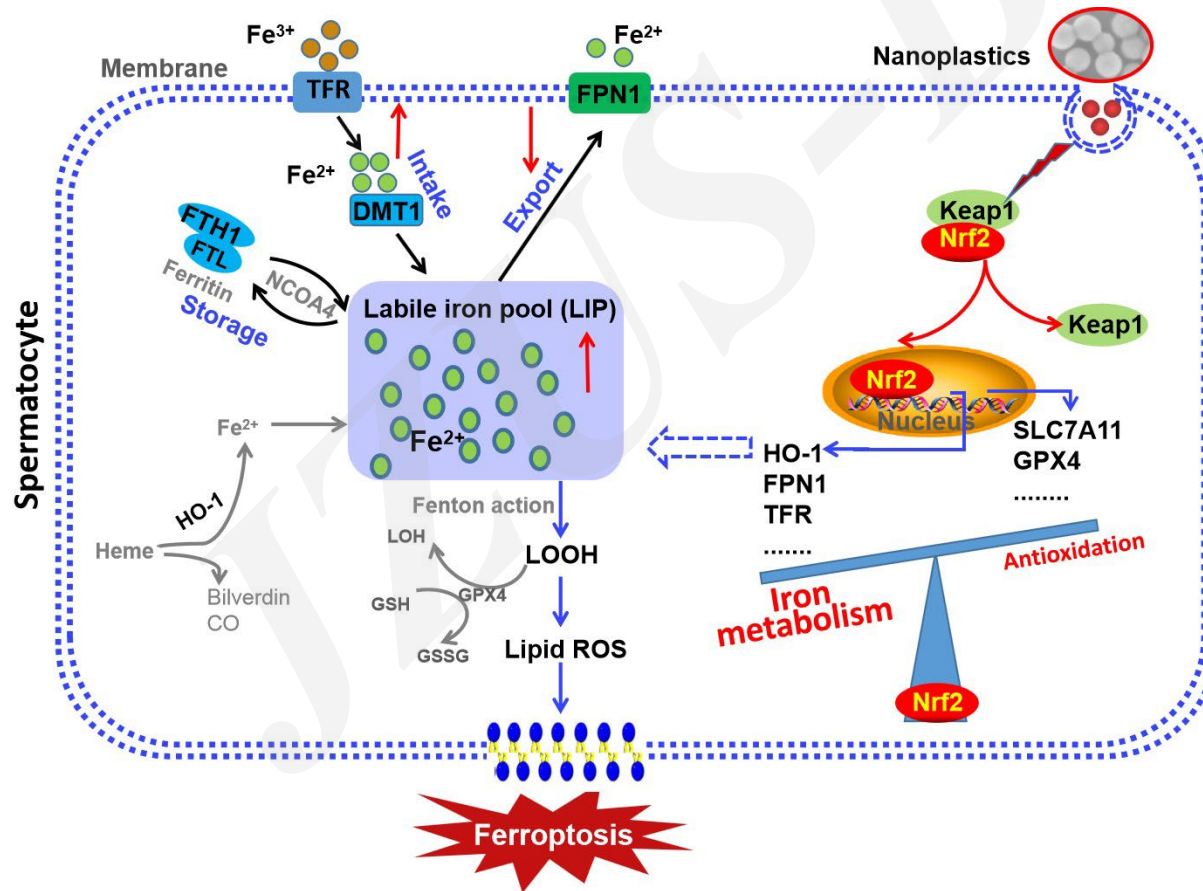 Fe3+
Fe2+
Nanoplastics
Membrane
TFR
FPN1
Fe2+
Intake
Export
DMT1
Keap1
Nrf2
FTH1
FTL
Ferritin
NCOA4
Storage
Labile iron pool (LIP)
Keap1
Nrf2
Nucleus
Fe2+
Fe2+
SLC7A11
GPX4
........
HO-1
FPN1
TFR
.......
Spermatocyte
HO-1
Heme
Bilverdin
CO
Fenton action
LOH
LOOH
GPX4
GSH
GSSG
Lipid ROS
Antioxidation
Iron
metabolism
Nrf2
Ferroptosis